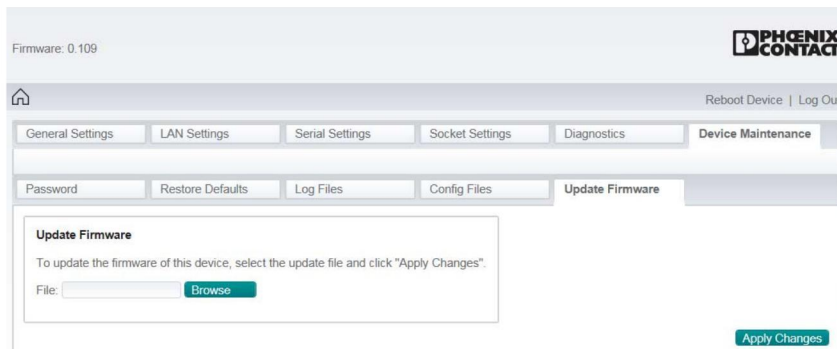 Firmware: 0.109
PHŒNIX
CONTACT
Reboot Device | Log Ou
General Settings LAN Settings Serial Settings Socket Settings Diagnostics Device Maintenance
Password Restore Defaults Log Files Config Files Update Firmware
Update Firmware
To update the firmware of this device, select the update file and click "Apply Changes".
File: Browse
Apply Changes